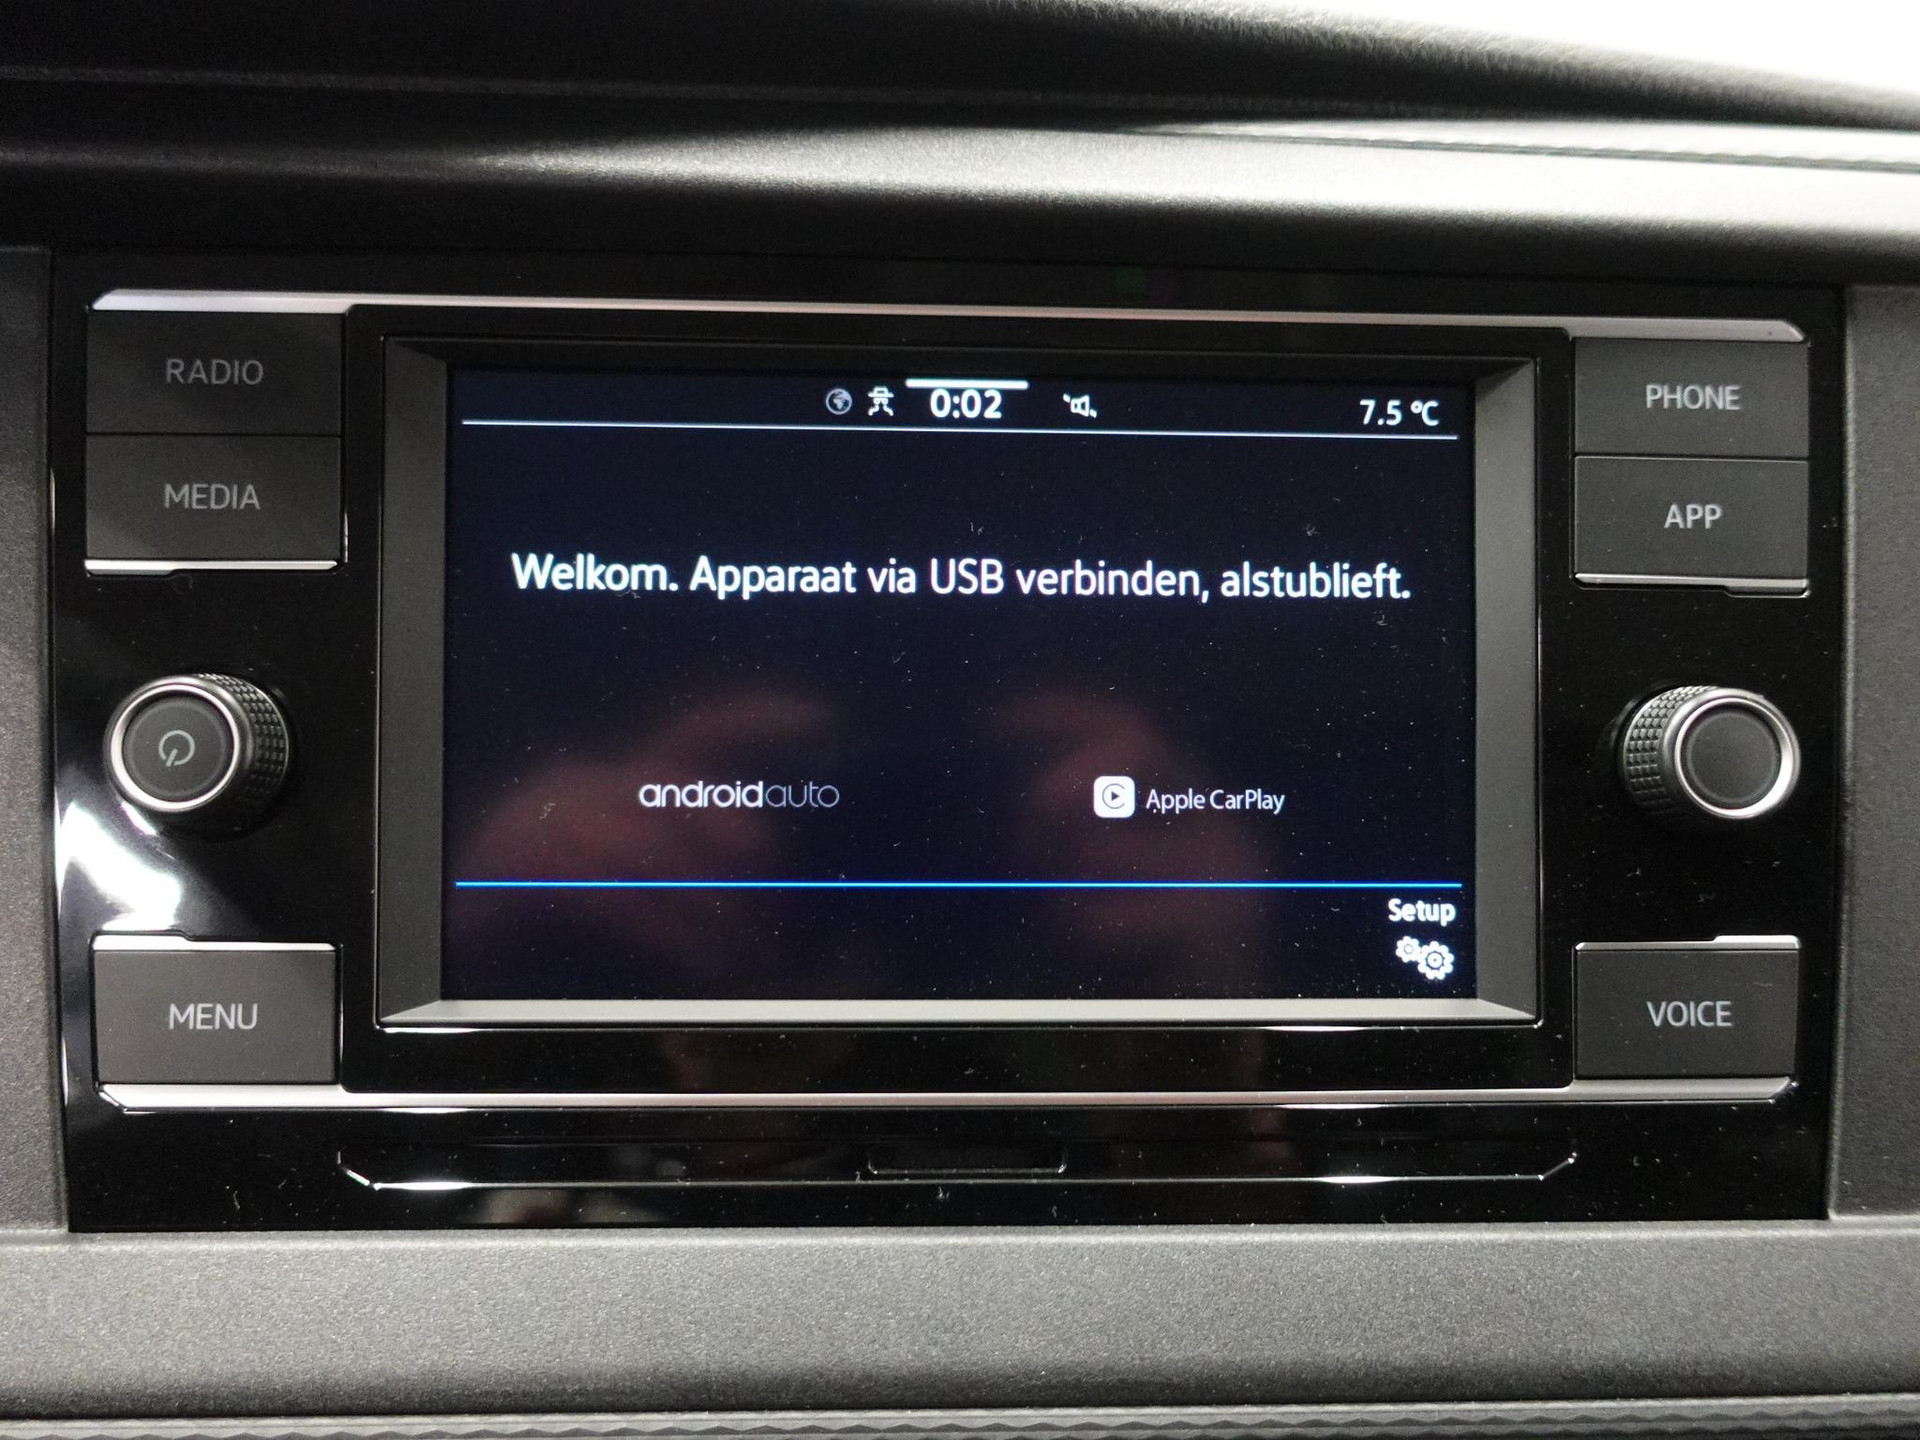 RADIO
MEDIA
MENU
0:02
7.5 °C
Welkom. Apparaat via USB verbinden, alstublieft.
androidauto
Apple CarPlay
Setup
PHONE
APP
VOICE